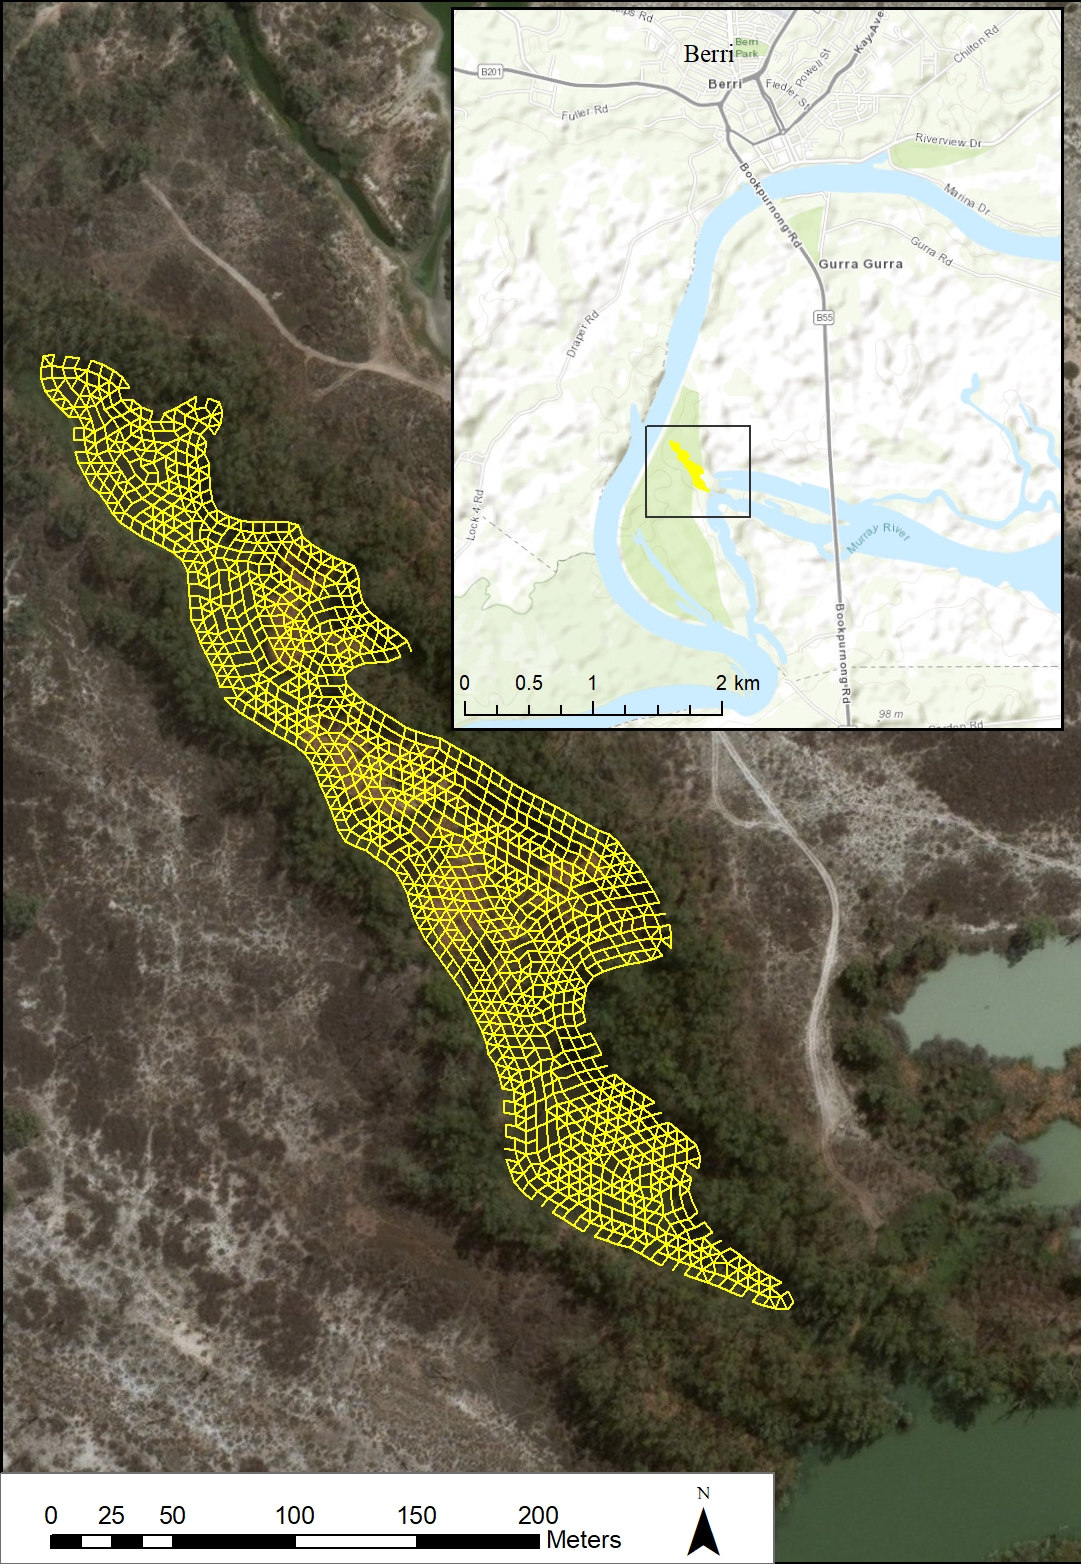 Berri
Berri
Park
Berri
B201
Fuller Rd
Fiedler St
Powell St
Kay Ave
Chilton Rd
Riverview Dr
Marina Dr
Bookpurnong Rd
Gurra Rd
Gurra Gurra
B55
Draper Rd
Lock 4 Rd
Murray River
Bookpurnong Rd
98 m
0 0.5 1 2 km
N
0 25 50 100 150 200
Meters